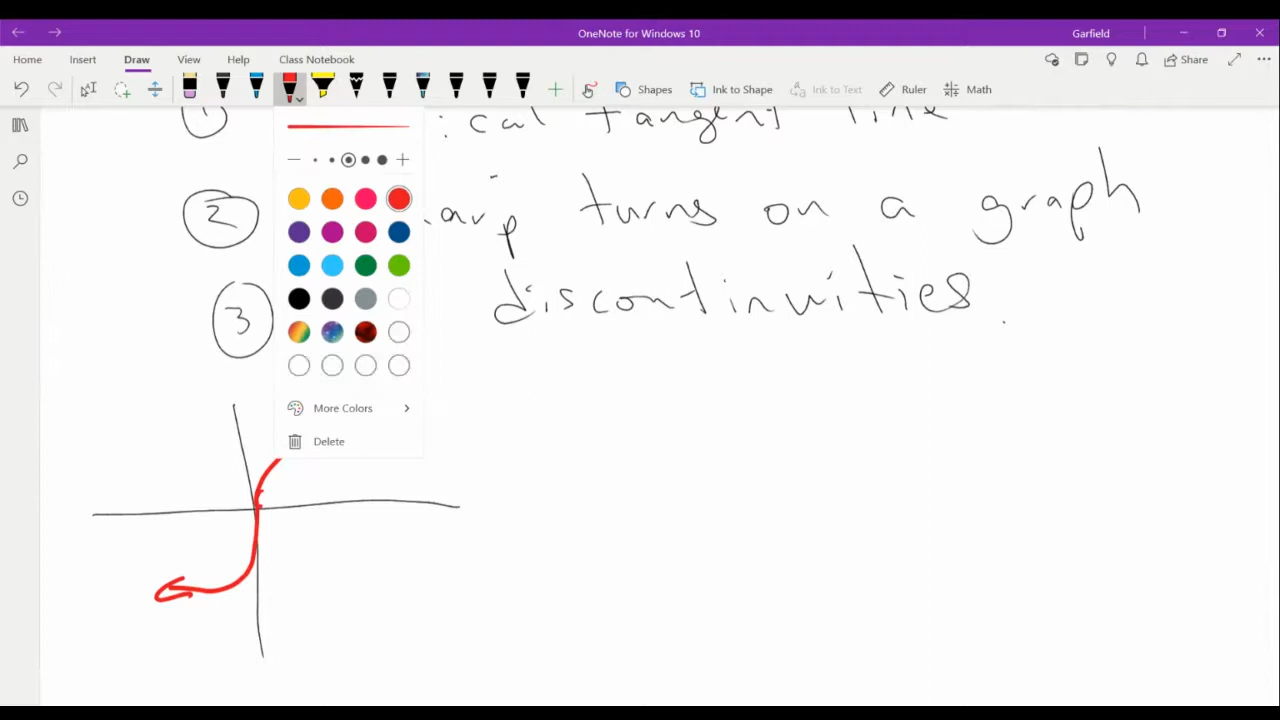 OneNote for Windows 10
Garfield
Home Insert Draw View Help Class Notebook
Share
Shapes Ink to Shape Ink to Text Ruler Math
1 tangent line
2 turns on a graph
3 discontinuities.
More Colors
Delete